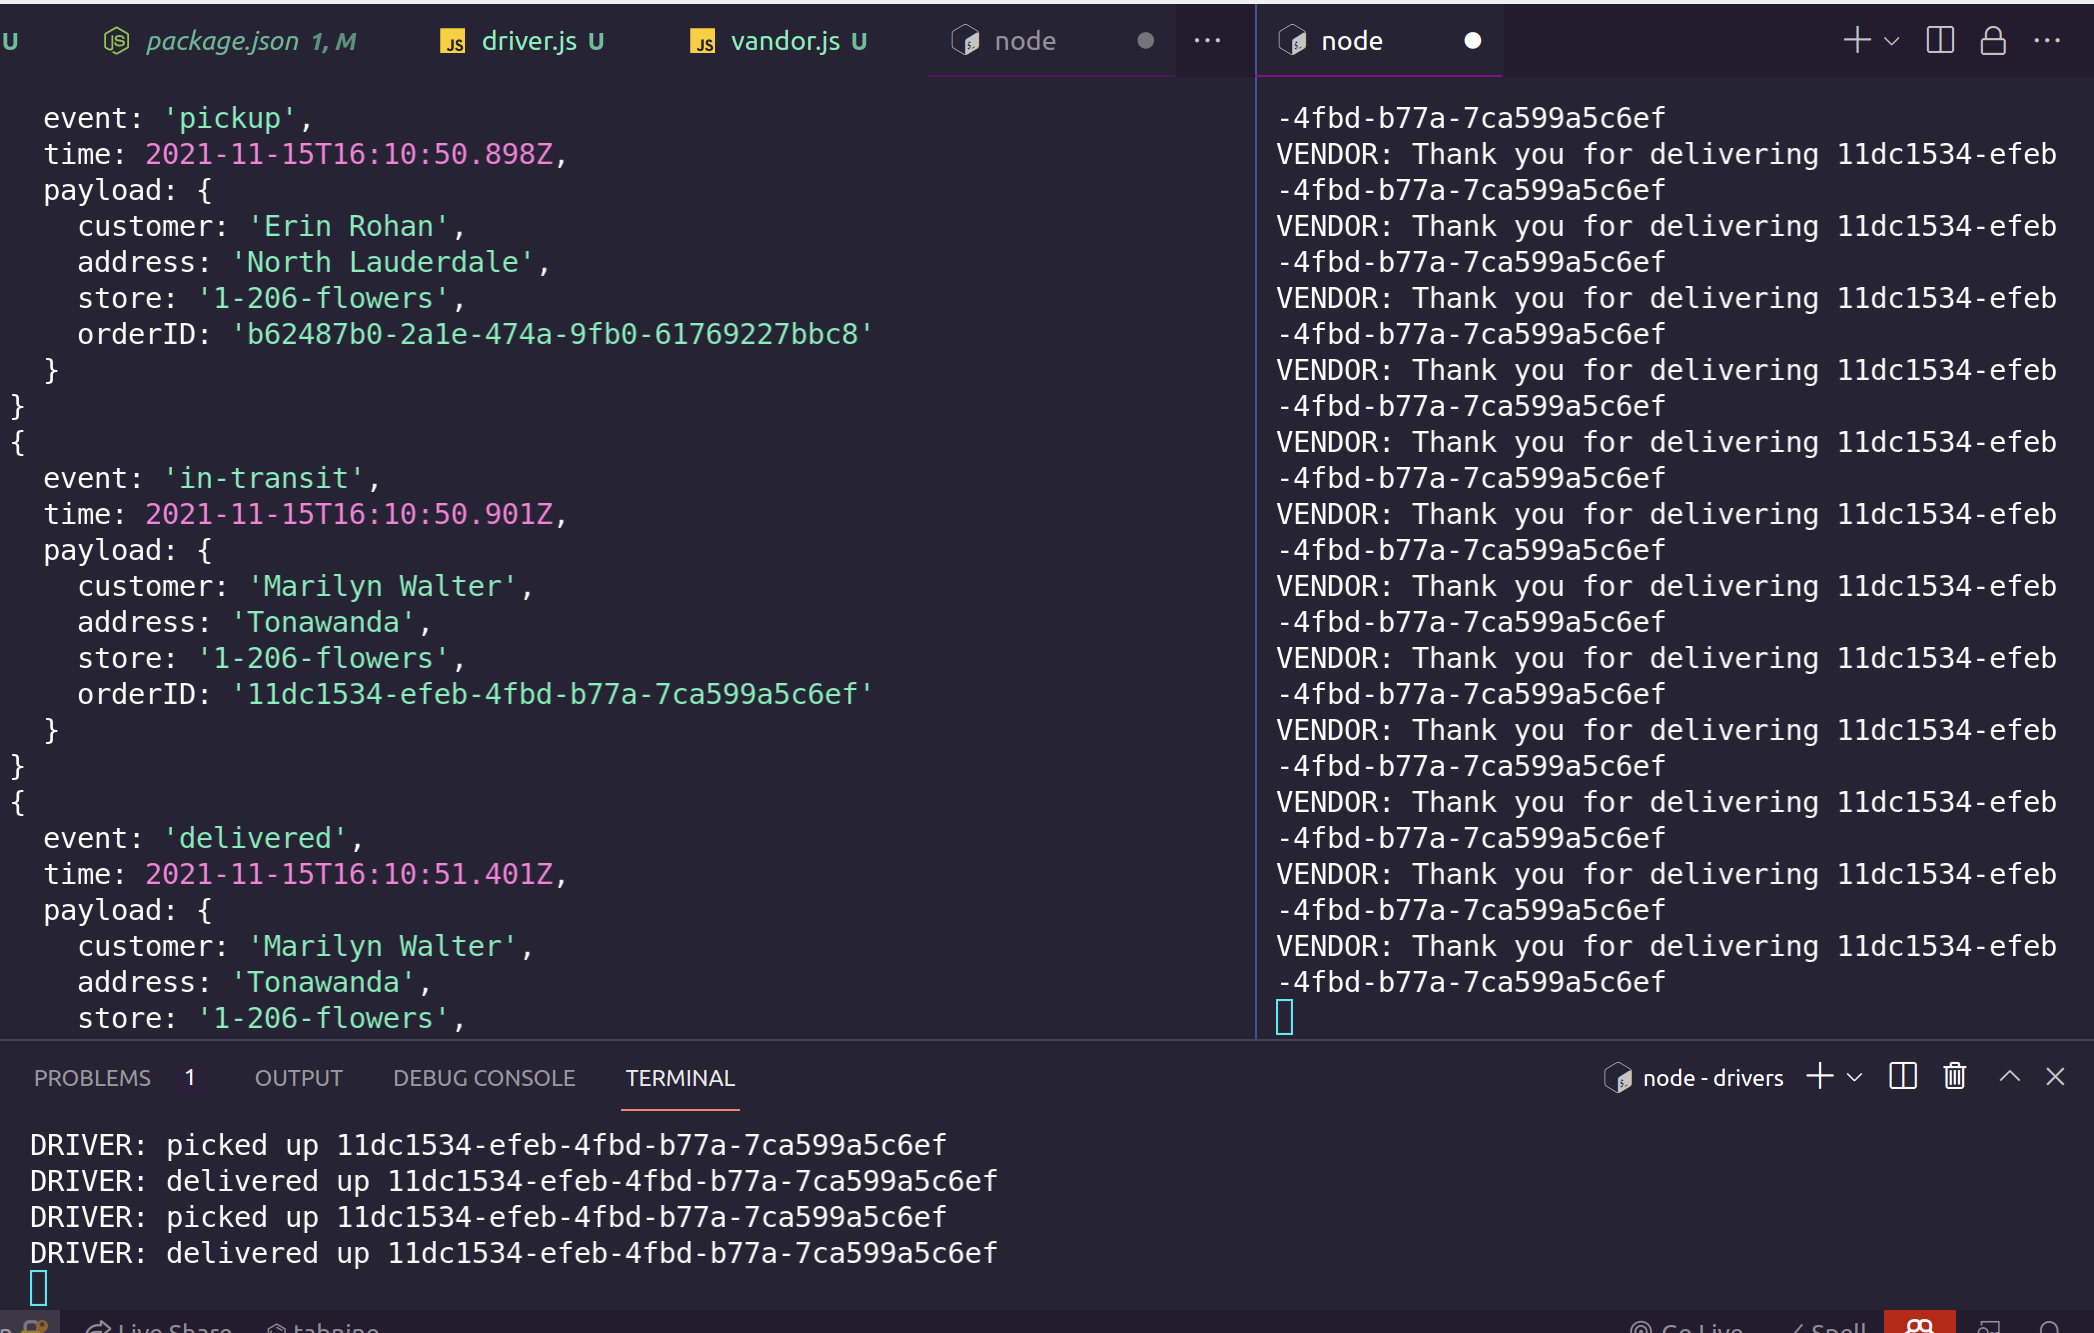 U
package.json 1, M
driver.js U
vandor.js U
node
node
event: 'pickup',
time: 2021-11-15T16:10:50.898Z,
payload: {
customer: 'Erin Rohan',
address: 'North Lauderdale',
store: '1-206-flowers',
orderID: 'b62487b0-2a1e-474a-9fb0-61769227bbc8'
}
}
{
event: 'in-transit',
time: 2021-11-15T16:10:50.901Z,
payload: {
customer: 'Marilyn Walter',
address: 'Tonawanda',
store: '1-206-flowers',
orderID: '11dc1534-efeb-4fbd-b77a-7ca599a5c6ef'
}
}
{
event: 'delivered',
time: 2021-11-15T16:10:51.401Z,
payload: {
customer: 'Marilyn Walter',
address: 'Tonawanda',
store: '1-206-flowers',
-4fbd-b77a-7ca599a5c6ef
VENDOR: Thank you for delivering 11dc1534-efeb
-4fbd-b77a-7ca599a5c6ef
VENDOR: Thank you for delivering 11dc1534-efeb
-4fbd-b77a-7ca599a5c6ef
VENDOR: Thank you for delivering 11dc1534-efeb
-4fbd-b77a-7ca599a5c6ef
VENDOR: Thank you for delivering 11dc1534-efeb
-4fbd-b77a-7ca599a5c6ef
VENDOR: Thank you for delivering 11dc1534-efeb
-4fbd-b77a-7ca599a5c6ef
VENDOR: Thank you for delivering 11dc1534-efeb
-4fbd-b77a-7ca599a5c6ef
VENDOR: Thank you for delivering 11dc1534-efeb
-4fbd-b77a-7ca599a5c6ef
VENDOR: Thank you for delivering 11dc1534-efeb
-4fbd-b77a-7ca599a5c6ef
VENDOR: Thank you for delivering 11dc1534-efeb
-4fbd-b77a-7ca599a5c6ef
VENDOR: Thank you for delivering 11dc1534-efeb
-4fbd-b77a-7ca599a5c6ef
VENDOR: Thank you for delivering 11dc1534-efeb
-4fbd-b77a-7ca599a5c6ef
VENDOR: Thank you for delivering 11dc1534-efeb
-4fbd-b77a-7ca599a5c6ef
PROBLEMS 1 OUTPUT DEBUG CONSOLE TERMINAL
node - drivers
DRIVER: picked up 11dc1534-efeb-4fbd-b77a-7ca599a5c6ef
DRIVER: delivered up 11dc1534-efeb-4fbd-b77a-7ca599a5c6ef
DRIVER: picked up 11dc1534-efeb-4fbd-b77a-7ca599a5c6ef
DRIVER: delivered up 11dc1534-efeb-4fbd-b77a-7ca599a5c6ef
Live Share
tabnine
Go Live
Spell